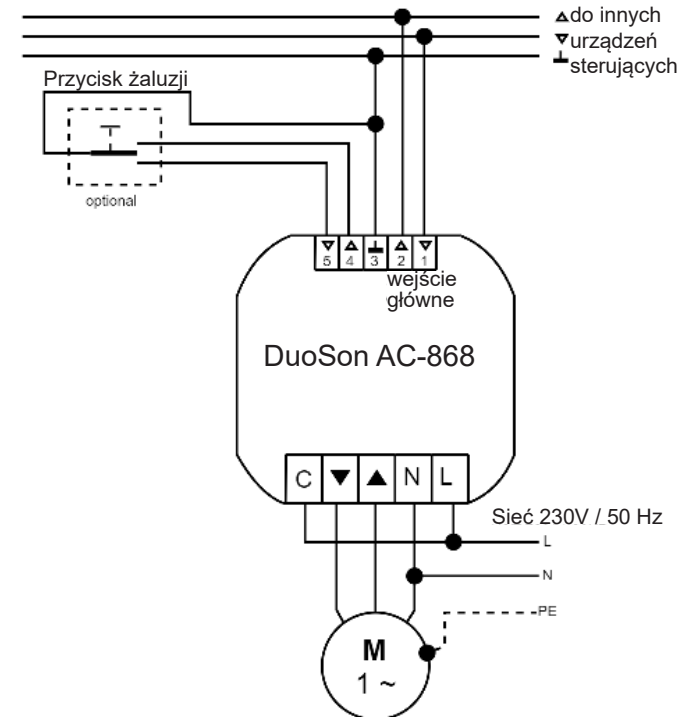 do innych
urządzeń
sterujących
Przycisk żaluzji
optional
5 4 3 2 1
wejście
główne
DuoSon AC-868
C N L
Sieć 230V / 50 Hz
L
N
PE
M
1 ~